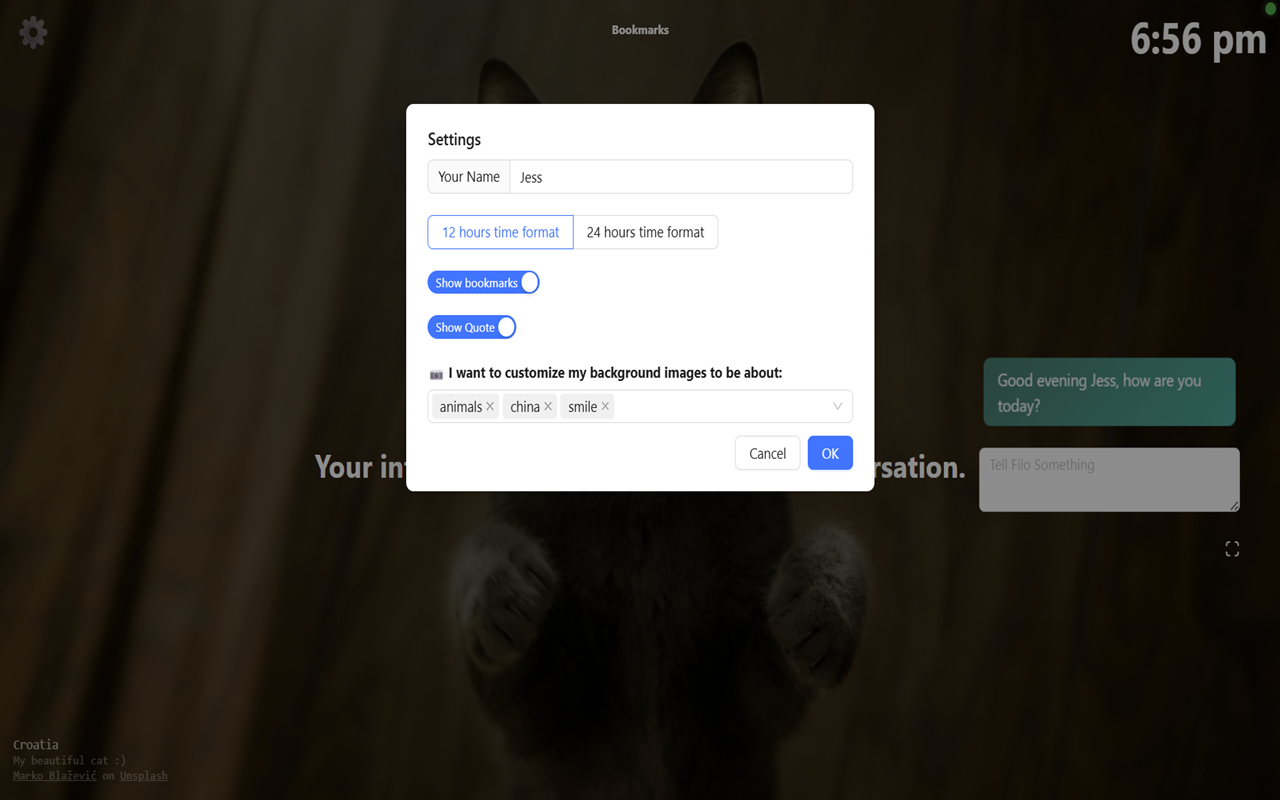 Bookmarks
6:56 pm
Settings
Your Name Jess
12 hours time format 24 hours time format
Show bookmarks
Show Quote
I want to customize my background images to be about:
animals china smile
Cancel OK
Good evening Jess, how are you
today?
Your rsation.
Tell Filo Something
Croatia
My beautiful cat :)
Marko Blažević on Unsplash